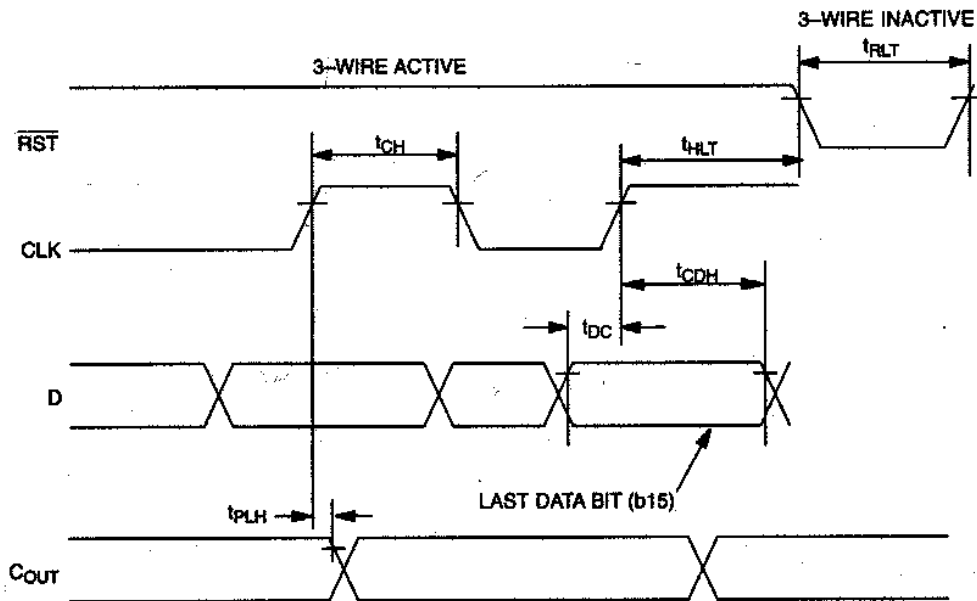 3–WIRE INACTIVE
tRLT
3–WIRE ACTIVE
RST
tCH
tHLT
CLK
tCDH
tDC
D
LAST DATA BIT (b15)
tPLH
COUT